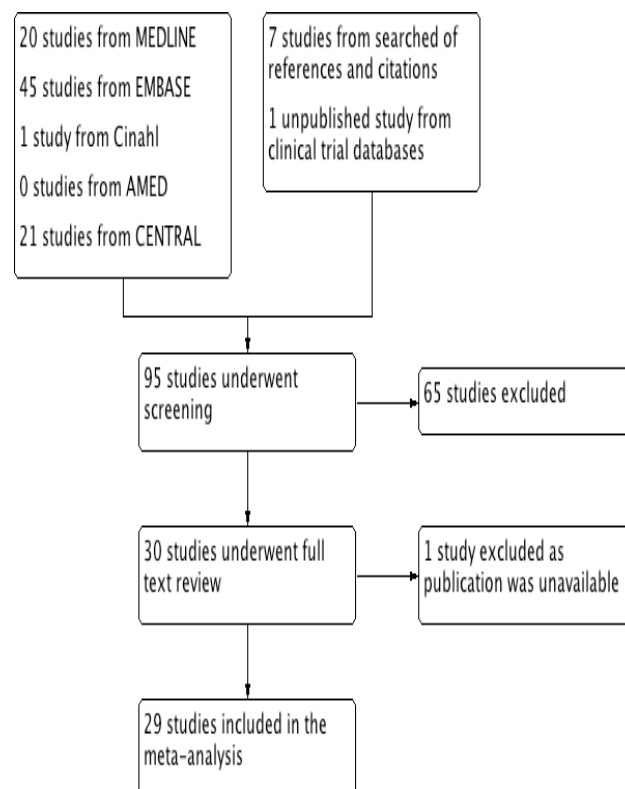 20 studies from MEDLINE
45 studies from EMBASE
1 study from Cinahl
0 studies from AMED
21 studies from CENTRAL
7 studies from searched of
references and citations
1 unpublished study from
clinical trial databases
95 studies underwent
screening
65 studies excluded
30 studies underwent full
text review
1 study excluded as
publication was unavailable
29 studies included in the
meta-analysis